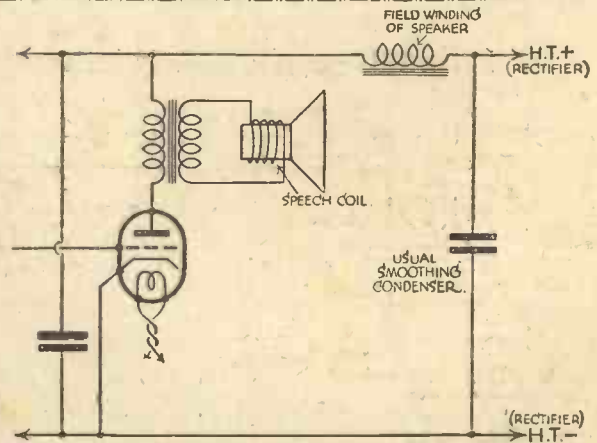 FIELD WINDING
OF SPEAKER
H.T.+
(RECTIFIER)
SPEECH COIL.
USUAL
SMOOTHING
CONDENSER.
(RECTIFIER)
H.T.-